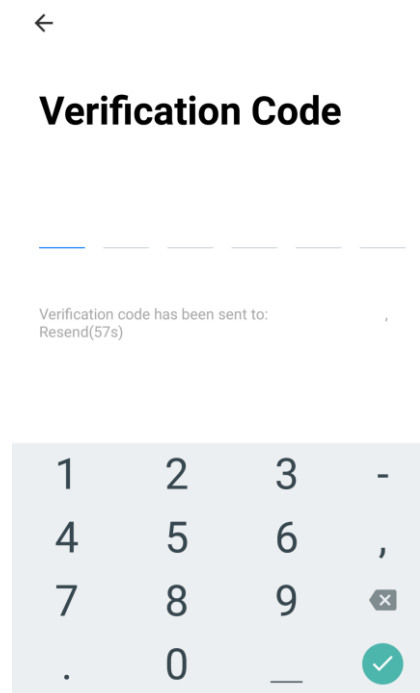 Verification Code
Verification code has been sent to: ,
Resend(57s)
1 2 3 -
4 5 6 ,
7 8 9
. 0 _